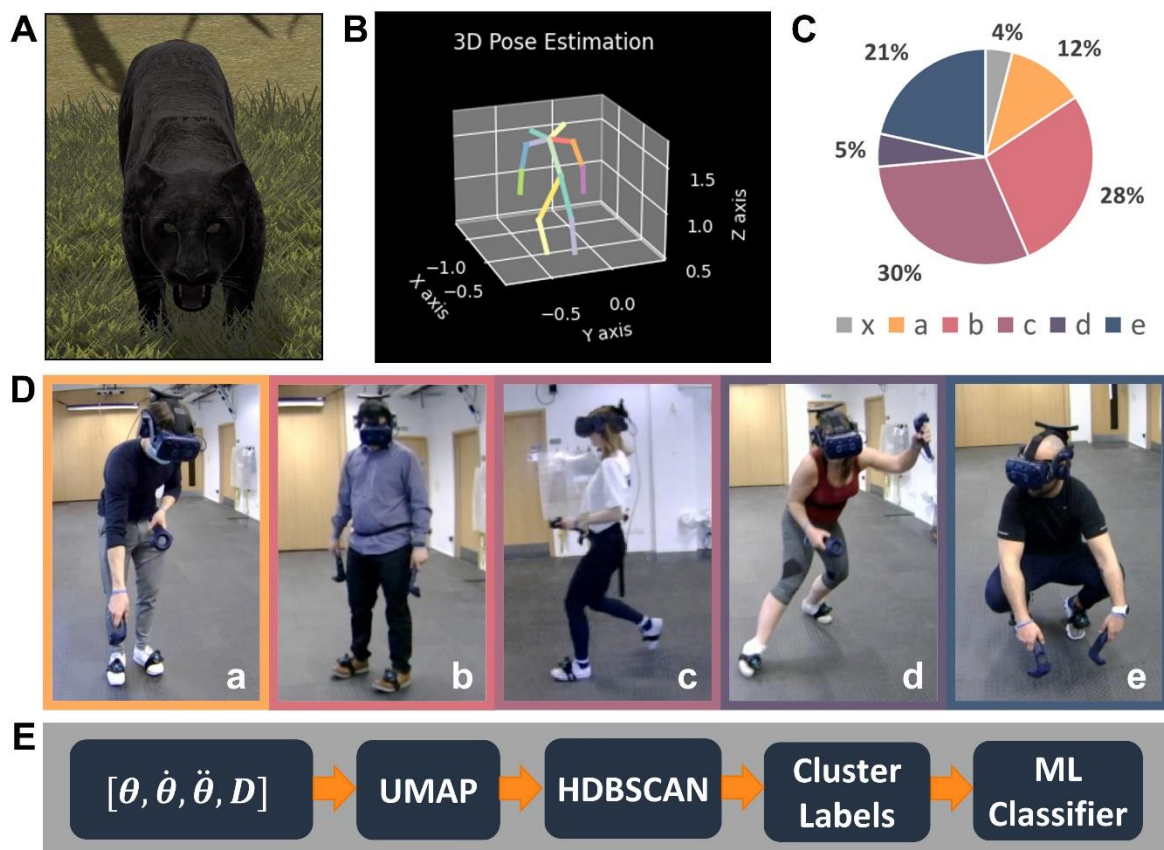 A
B
3D Pose Estimation
1.5
1.0
0.5
Z axis
−1.0
−0.5
X axis
−0.5
0.0
Y axis
C
4%
12%
21%
5%
28%
30%
x a b c d e
D
a b c d e
E
[θ, θ̇, θ̈, D]
UMAP
HDBSCAN
Cluster
Labels
ML
Classifier